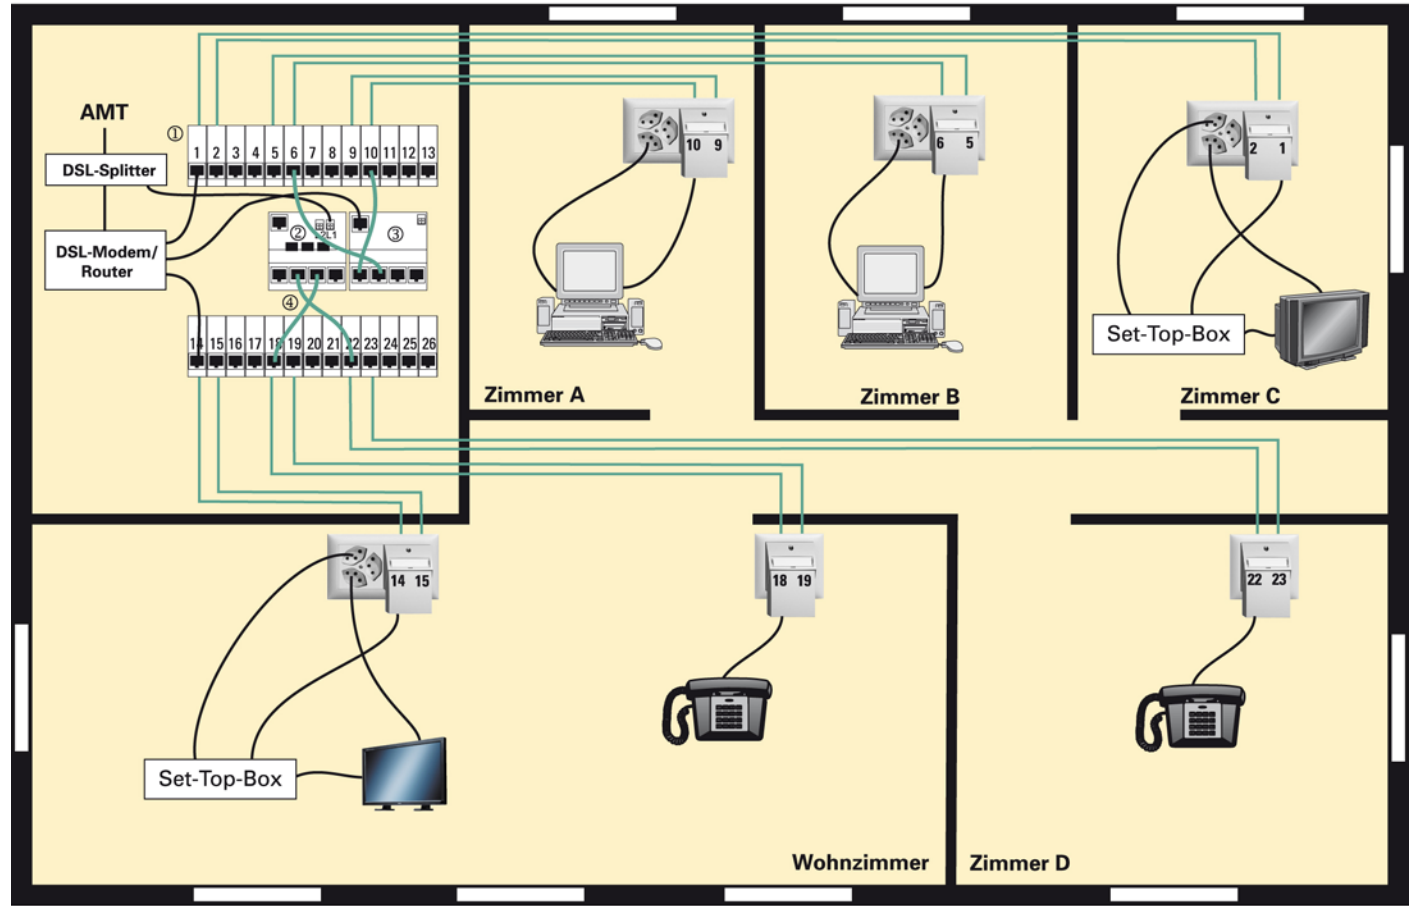 AMT
DSL-Splitter
DSL-Modem/
Router
①
1 2 3 4 5 6 7 8 9 10 11 12 13
②
2L1
③
④
14 15 16 17 18 19 20 21 22 23 24 25 26
10 9
Zimmer A
6 5
Zimmer B
2 1
Set-Top-Box
Zimmer C
14 15
Set-Top-Box
18 19
Wohnzimmer
22 23
Zimmer D